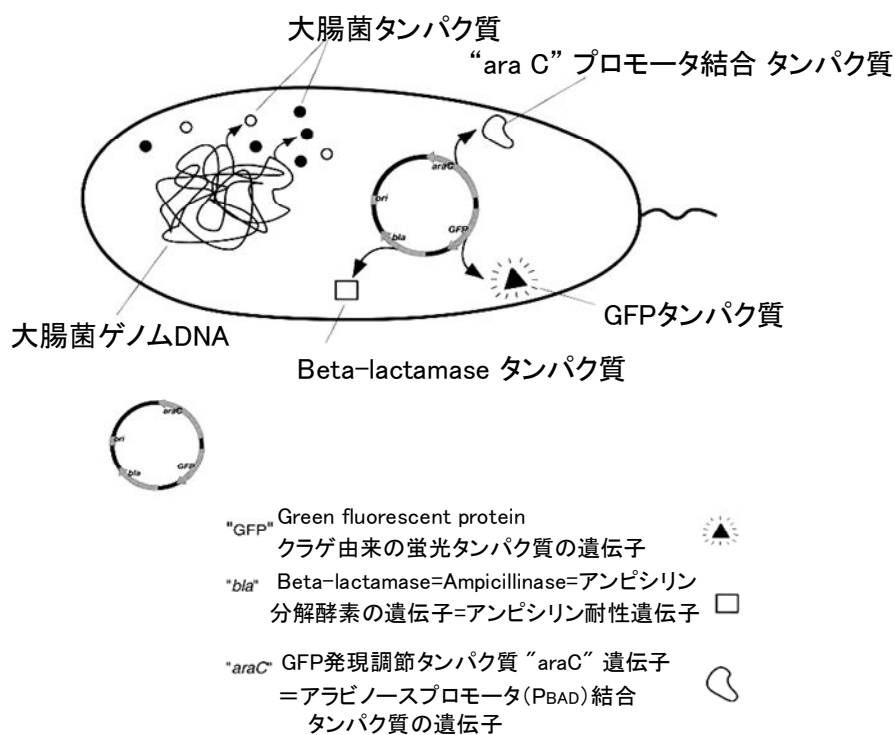 大腸菌タンパク質
“ara C” プロモータ結合 タンパク質
araC
ori
GFP
bla
GFPタンパク質
大腸菌ゲノムDNA
Beta-lactamase タンパク質
araC
ori
GFP
bla
"GFP" Green fluorescent protein
クラゲ由来の蛍光タンパク質の遺伝子
"bla" Beta-lactamase=Ampicillinase=アンピシリン
分解酵素の遺伝子=アンピシリン耐性遺伝子
"araC" GFP発現調節タンパク質 "araC" 遺伝子
=アラビノースプロモータ(PBAD)結合
タンパク質の遺伝子